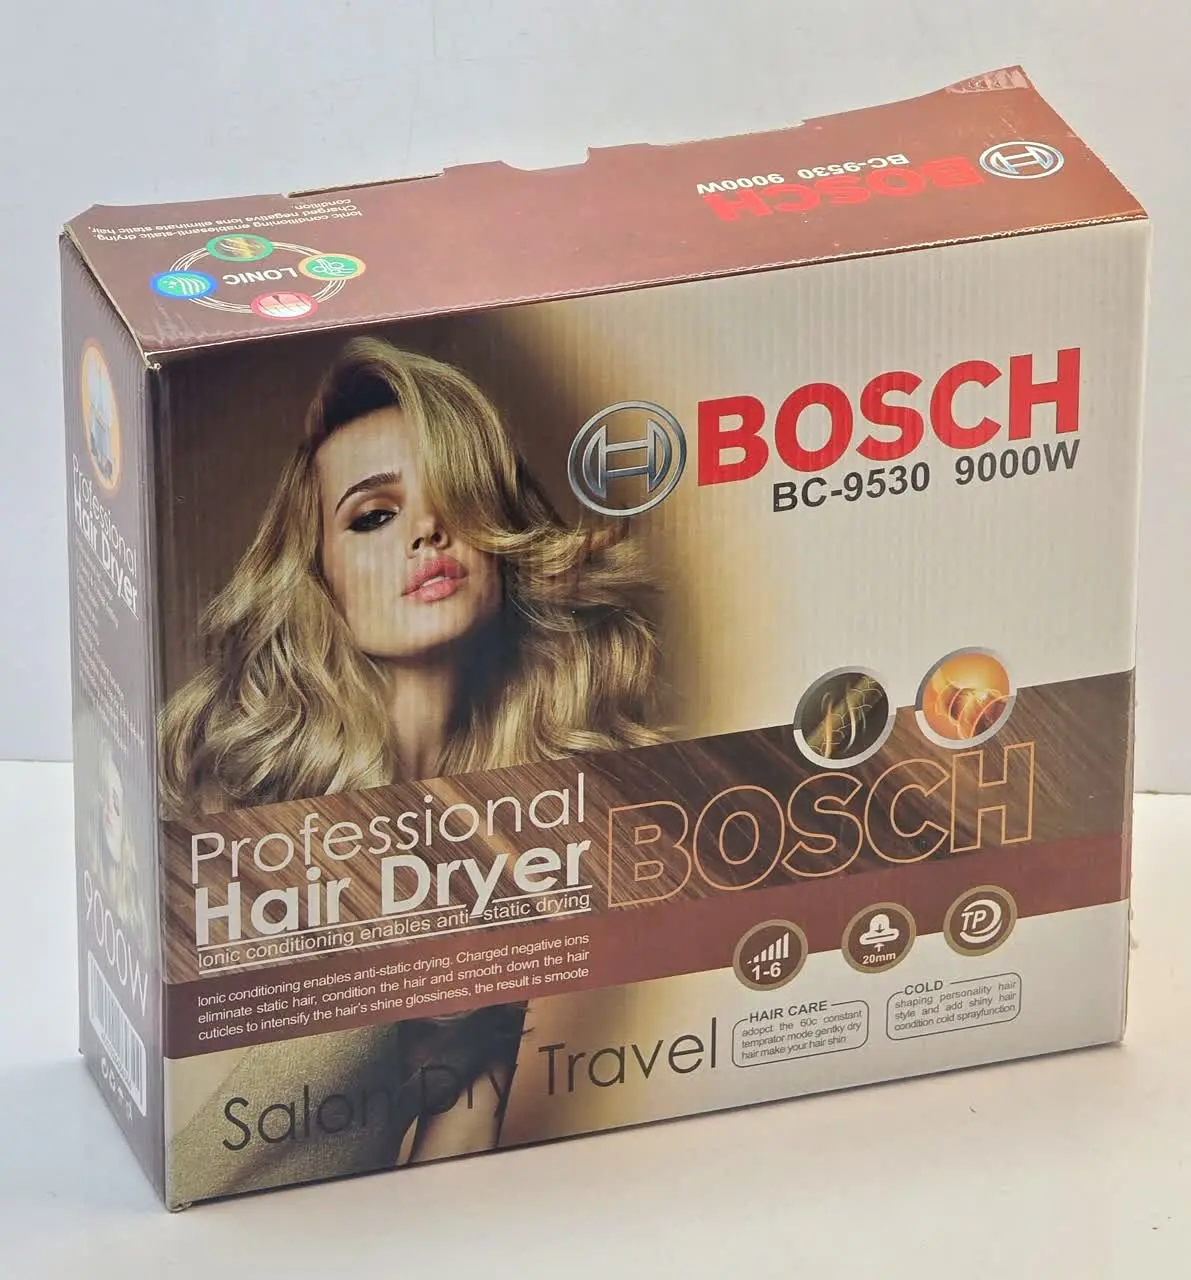 BOSCH
BC-9530 9000W
Ionic conditioning enablesanti-static drying.
Charged negative ions eliminate static hair,
condition.
LONIC
BOSCH
BC-9530 9000W
BOSCH
Professional
Hair Dryer
Ionic conditioning enables anti-static drying
Ionic conditioning enables anti-static drying. Charged negative ions
eliminate static hair, condition the hair and smooth down the hair
cuticles to intensify the hair's shine glossiness, the result is smoote
1-6
20mm
TP
HAIR CARE
adopct the 60c constant
temprator mode gentky dry
hair make your hair shin
COLD
shaping personality hair
style and add shiny hair
condition cold sprayfunction
Salon Dry Travel
Professional
Hair Dryer
9000W